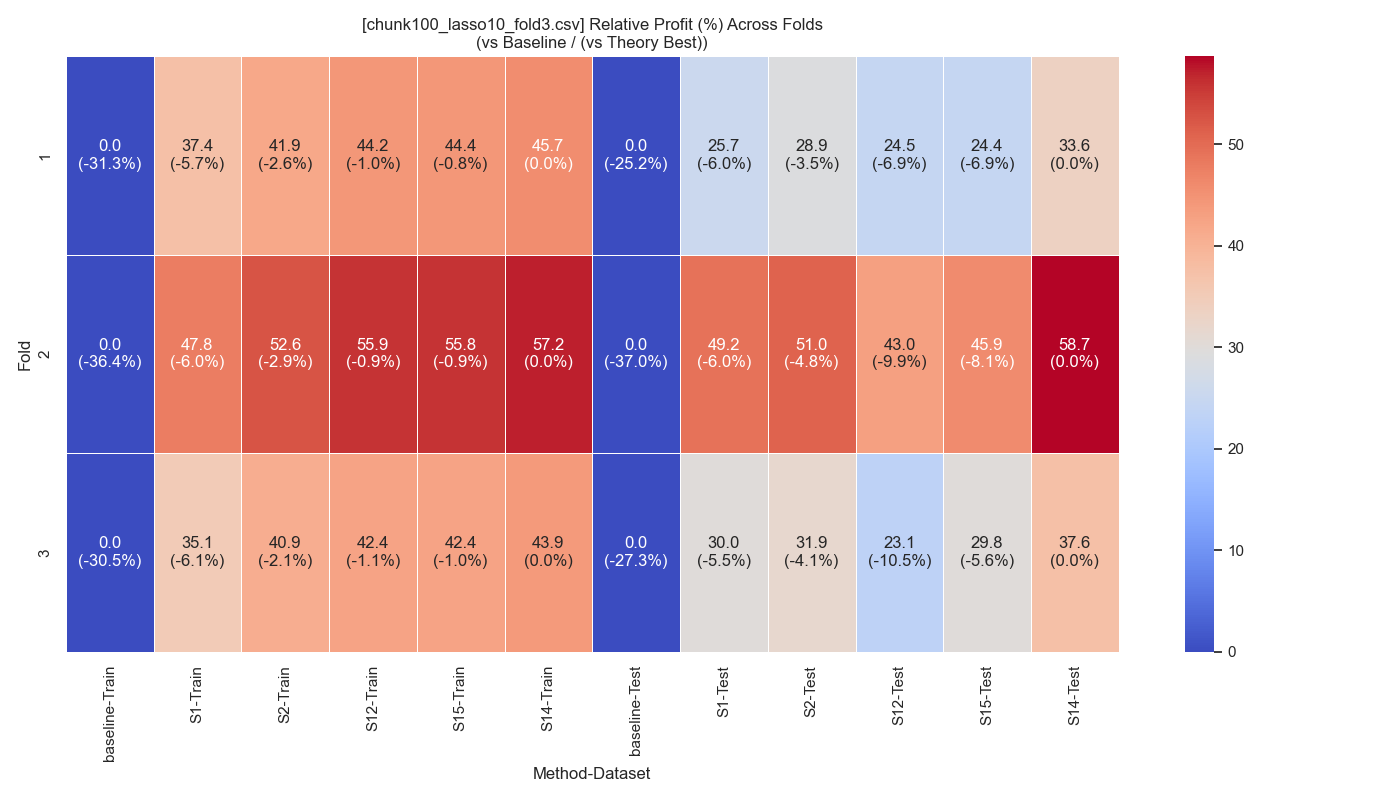 [chunk100_lasso10_fold3.csv] Relative Profit (%) Across Folds
(vs Baseline / (vs Theory Best))
Fold
1
0.0 37.4 41.9 44.2 44.4 45.7 0.0 25.7 28.9 24.5 24.4 33.6
(-31.3%) (-5.7%) (-2.6%) (-1.0%) (-0.8%) (0.0%) (-25.2%) (-6.0%) (-3.5%) (-6.9%) (-6.9%) (0.0%)
2
0.0 47.8 52.6 55.9 55.8 57.2 0.0 49.2 51.0 43.0 45.9 58.7
(-36.4%) (-6.0%) (-2.9%) (-0.9%) (-0.9%) (0.0%) (-37.0%) (-6.0%) (-4.8%) (-9.9%) (-8.1%) (0.0%)
3
0.0 35.1 40.9 42.4 42.4 43.9 0.0 30.0 31.9 23.1 29.8 37.6
(-30.5%) (-6.1%) (-2.1%) (-1.1%) (-1.0%) (0.0%) (-27.3%) (-5.5%) (-4.1%) (-10.5%) (-5.6%) (0.0%)
baseline-Train
S1-Train
S2-Train
S12-Train
S15-Train
S14-Train
baseline-Test
S1-Test
S2-Test
S12-Test
S15-Test
S14-Test
Method-Dataset
50
40
30
20
10
0